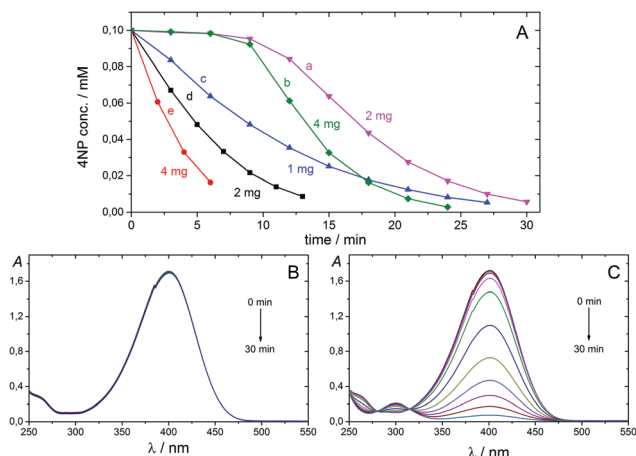 A
0,10
0,08
0,06
0,04
0,02
0,00
4NP conc. / mM
a
b
c
d
e
2 mg
4 mg
1 mg
2 mg
4 mg
0 5 10 15 20 25 30
time / min
A
B
1,6
1,2
0,8
0,4
0,0
0 min
30 min
250 300 350 400 450 500 550
λ / nm
A
C
1,6
1,2
0,8
0,4
0,0
0 min
30 min
250 300 350 400 450 500 550
λ / nm